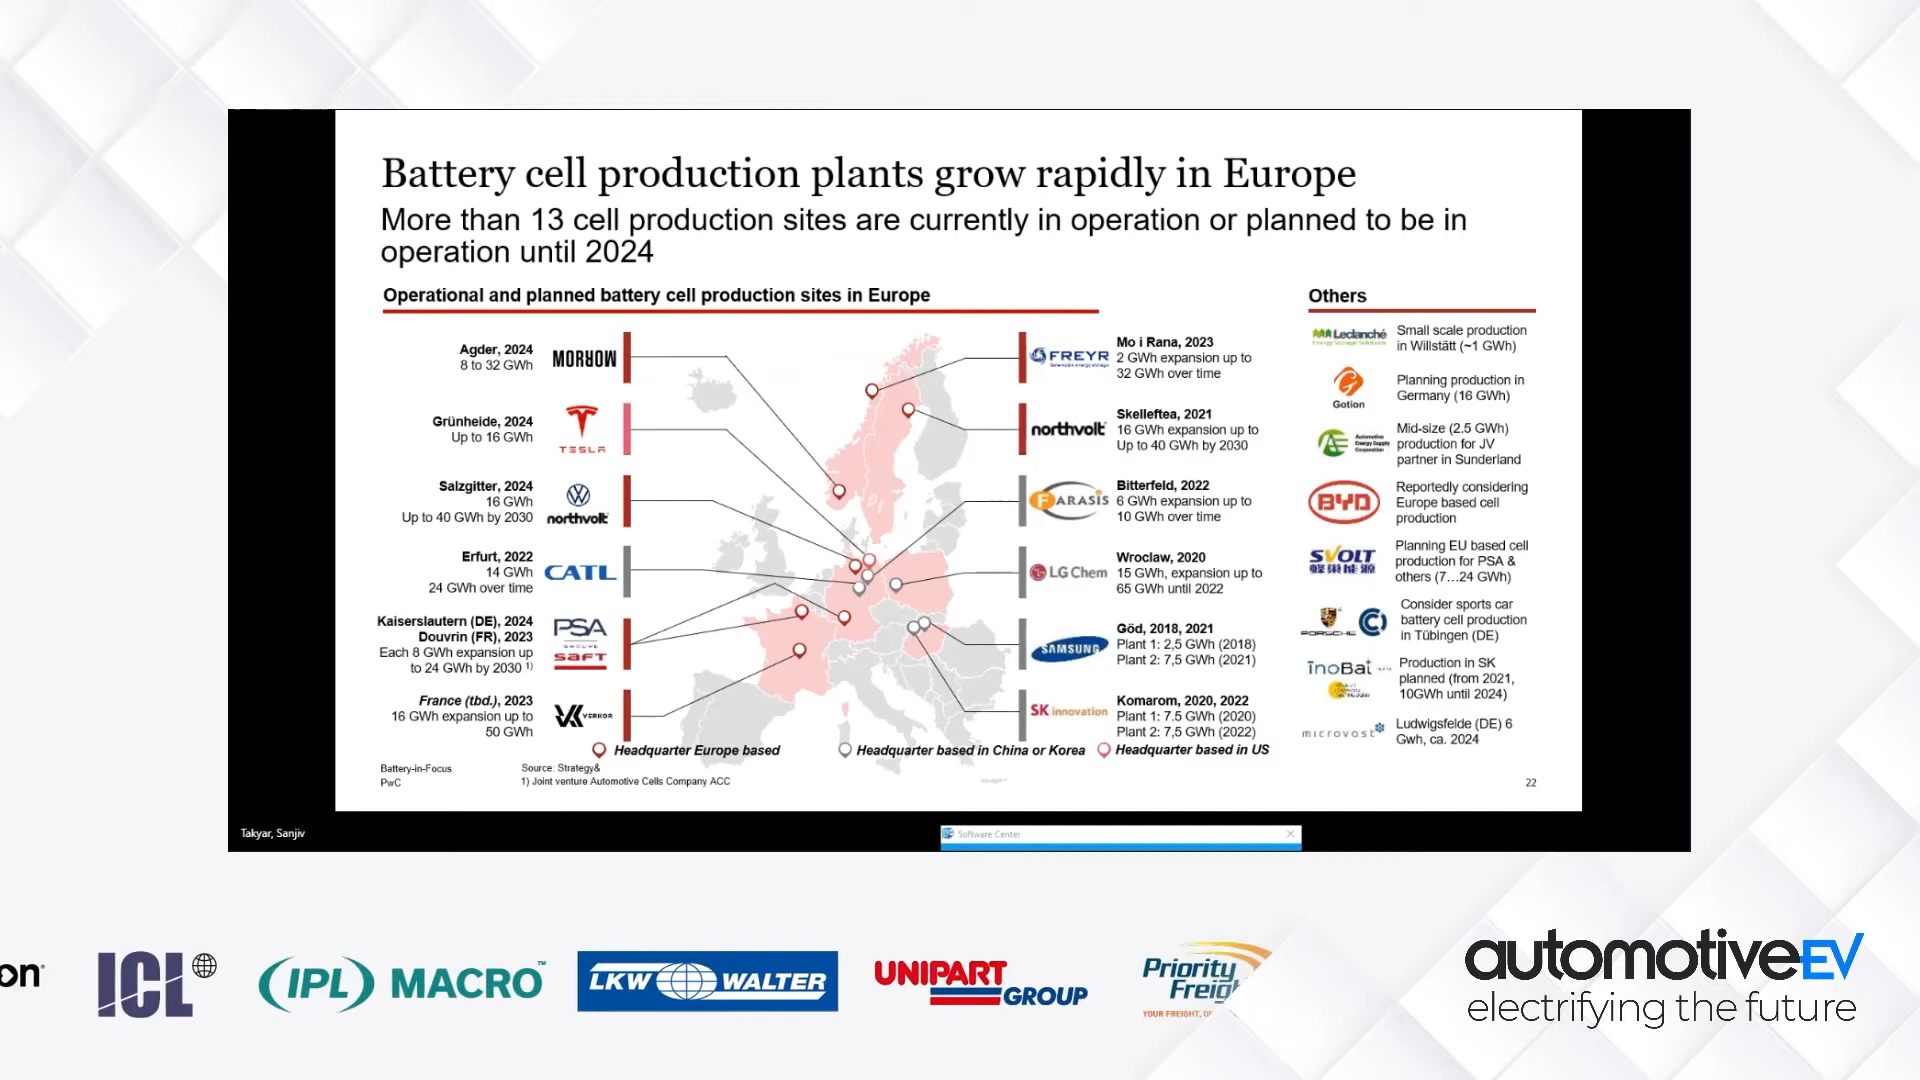 Battery cell production plants grow rapidly in Europe
More than 13 cell production sites are currently in operation or planned to be in
operation until 2024
Operational and planned battery cell production sites in Europe
Agder, 2024
8 to 32 GWh
MORROW
Grünheide, 2024
Up to 16 GWh
TESLA
Salzgitter, 2024
16 GWh
Up to 40 GWh by 2030
northvolt
Erfurt, 2022
14 GWh
24 GWh over time
CATL
Kaiserslautern (DE), 2024
Douvrin (FR), 2023
Each 8 GWh expansion up
to 24 GWh by 2030 1)
PSA
GROUPE
SAFT
France (tbd.), 2023
16 GWh expansion up to
50 GWh
VERKOR
FREYR
Mo i Rana, 2023
2 GWh expansion up to
32 GWh over time
northvolt
Skelleftea, 2021
16 GWh expansion up to
Up to 40 GWh by 2030
FARASIS
Bitterfeld, 2022
6 GWh expansion up to
10 GWh over time
LG Chem
Wroclaw, 2020
15 GWh, expansion up to
65 GWh until 2022
SAMSUNG
Göd, 2018, 2021
Plant 1: 2,5 GWh (2018)
Plant 2: 7,5 GWh (2021)
SK innovation
Komarom, 2020, 2022
Plant 1: 7.5 GWh (2020)
Plant 2: 7,5 GWh (2022)
Headquarter Europe based
Headquarter based in China or Korea
Headquarter based in US
Others
Leclanché
Energy Storage Solutions
Small scale production
in Willstätt (~1 GWh)
Gotion
Planning production in
Germany (16 GWh)
Automotive
Energy Supply
Corporation
Mid-size (2.5 GWh)
production for JV
partner in Sunderland
BYD
Reportedly considering
Europe based cell
production
SVOLT
蜂巢能源
Planning EU based cell
production for PSA &
others (7…24 GWh)
PORSCHE
Consider sports car
battery cell production
in Tübingen (DE)
InoBat
Production in SK
planned (from 2021,
10GWh until 2024)
microvast
Ludwigsfelde (DE) 6
Gwh, ca. 2024
Battery-in-Focus
PwC
Source: Strategy&
1) Joint venture Automotive Cells Company ACC
22
Takyar, Sanjiv
Software Center
on
ICL
(IPL) MACRO™
LKW WALTER
UNIPART
GROUP
Priority
Freigh
YOUR FREIGHT,
automotiveEV
electrifying the future